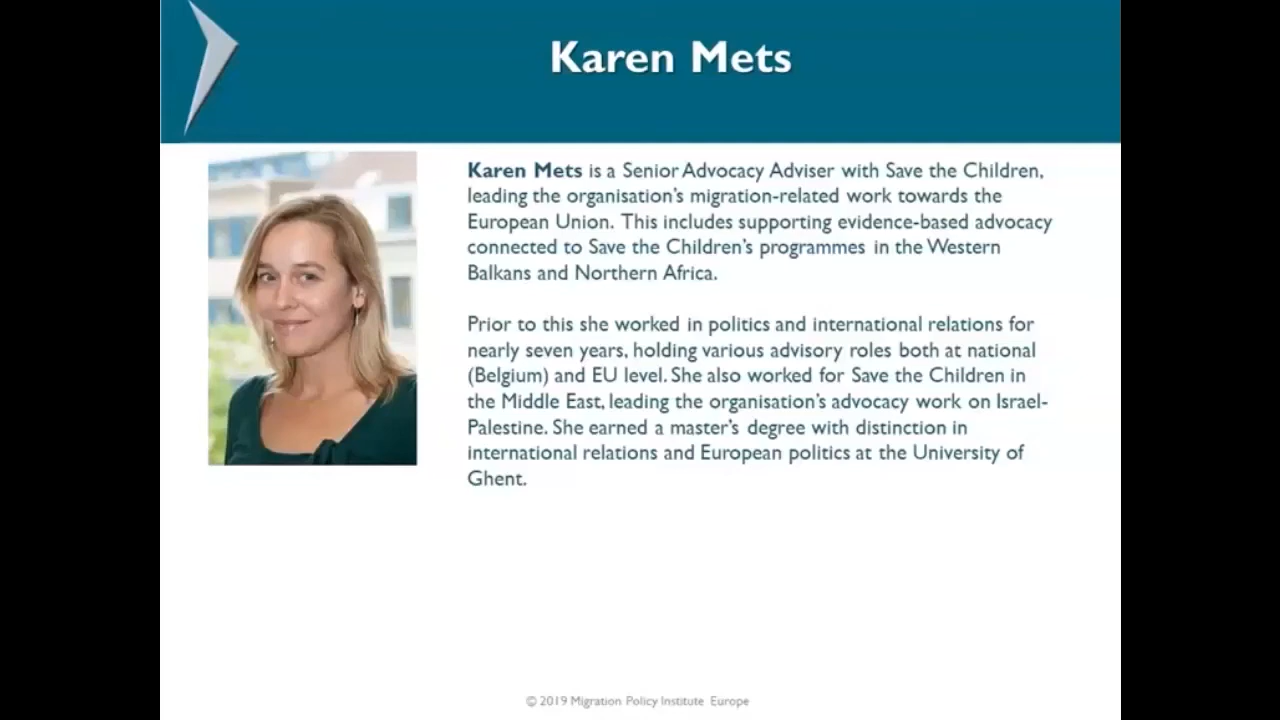 Karen Mets
Karen Mets is a Senior Advocacy Adviser with Save the Children,
leading the organisation's migration-related work towards the
European Union. This includes supporting evidence-based advocacy
connected to Save the Children's programmes in the Western
Balkans and Northern Africa.
Prior to this she worked in politics and international relations for
nearly seven years, holding various advisory roles both at national
(Belgium) and EU level. She also worked for Save the Children in
the Middle East, leading the organisation's advocacy work on Israel-
Palestine. She earned a master's degree with distinction in
international relations and European politics at the University of
Ghent.
© 2019 Migration Policy Institute Europe